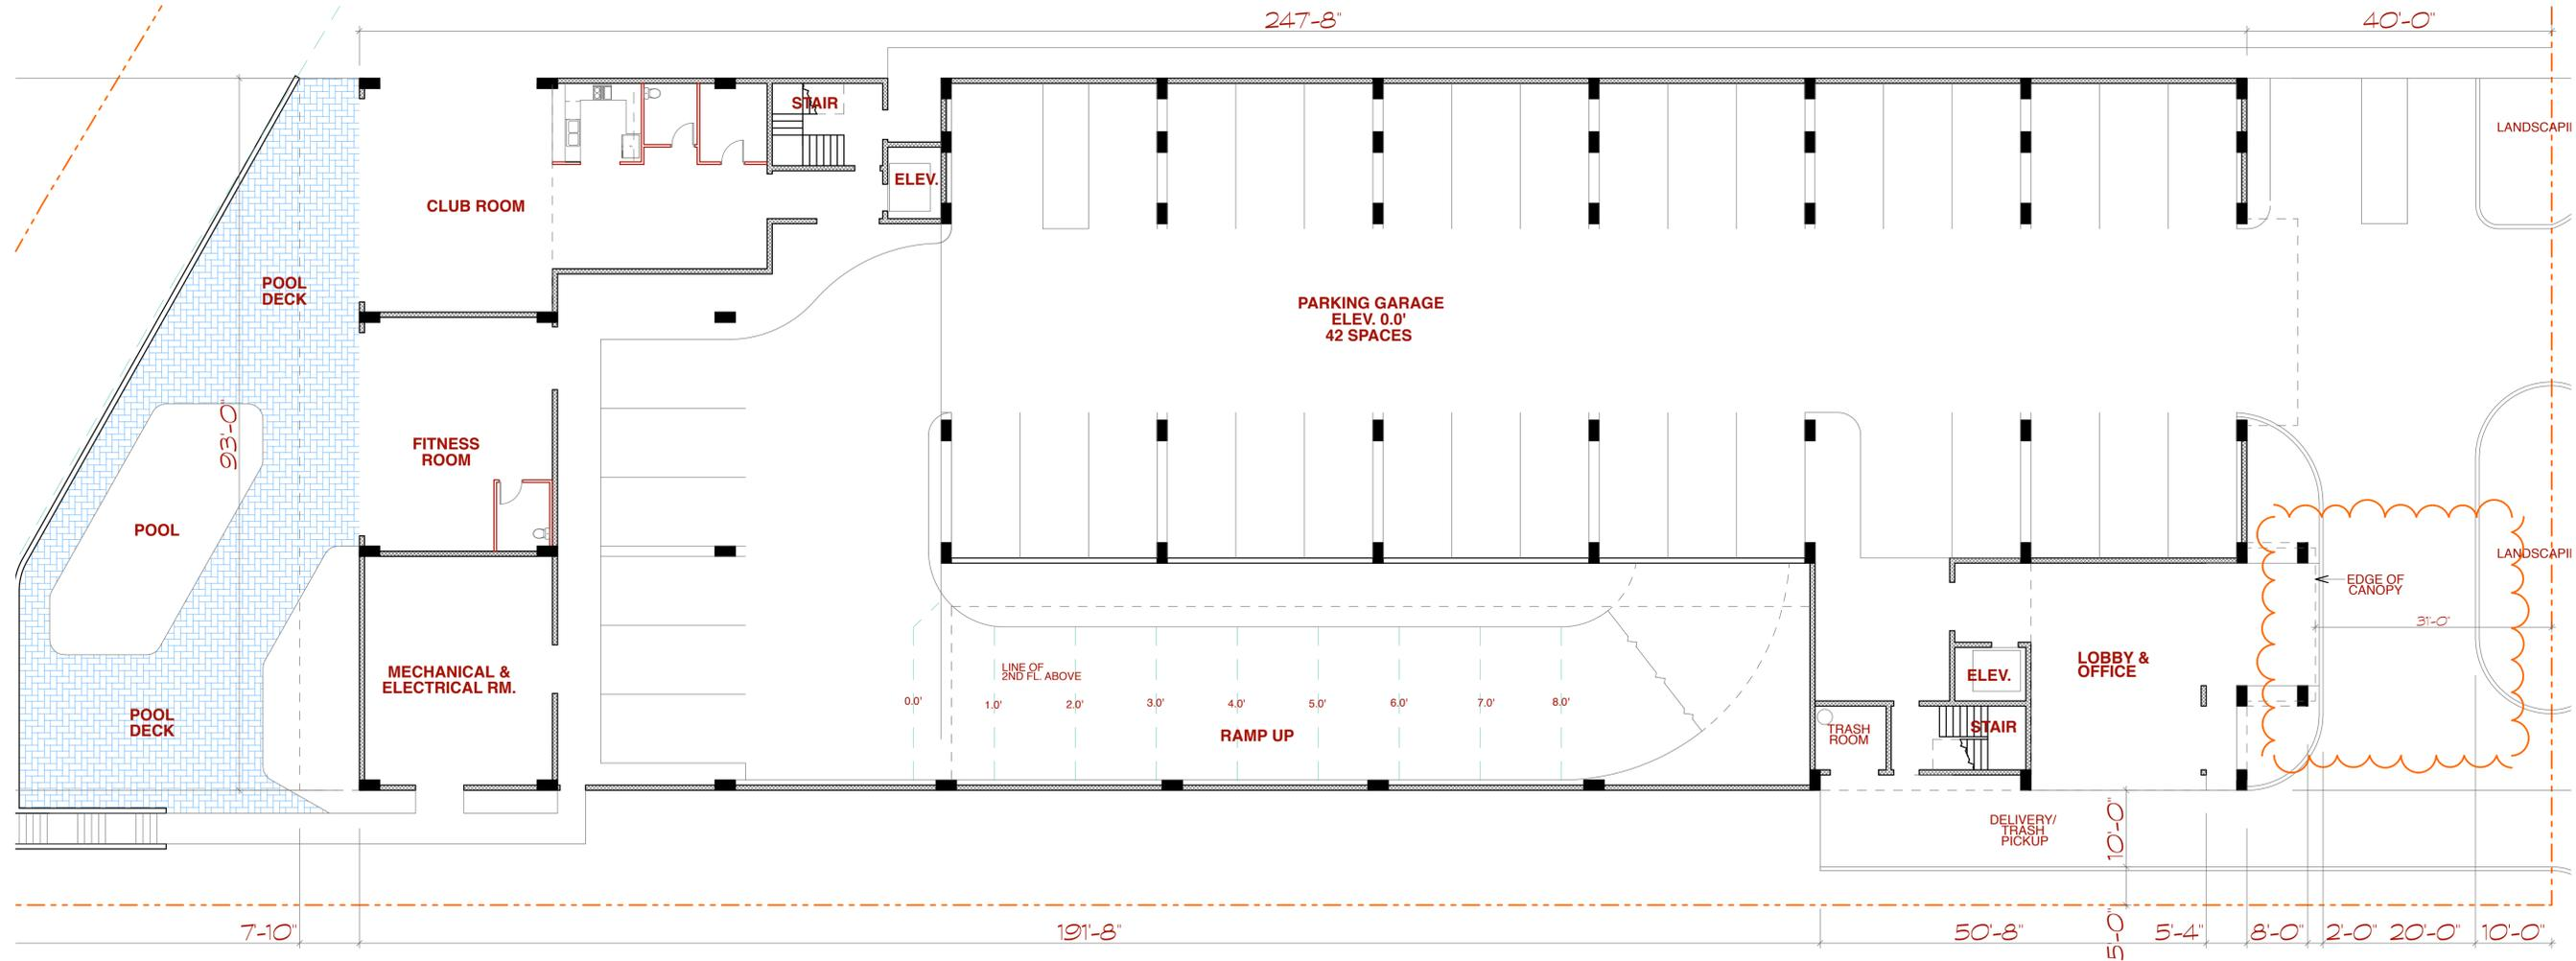 247'-8"
40'-0"
STAIR
LANDSCAPI
ELEV.
CLUB ROOM
POOL
DECK
PARKING GARAGE
ELEV. 0.0'
42 SPACES
93'-0"
FITNESS
ROOM
POOL
LANDSCAPI
EDGE OF
CANOPY
31'-0"
MECHANICAL &
ELECTRICAL RM.
LINE OF
2ND FL. ABOVE
LOBBY &
OFFICE
ELEV.
0.0'
1.0'
2.0'
3.0'
4.0'
5.0'
6.0'
7.0'
8.0'
POOL
DECK
RAMP UP
TRASH
ROOM
STAIR
DELIVERY/
TRASH
PICKUP
10'-0"
7'-10"
191'-8"
50'-8"
5'-0"
5'-4"
8'-0"
2'-0"
20'-0"
10'-0"